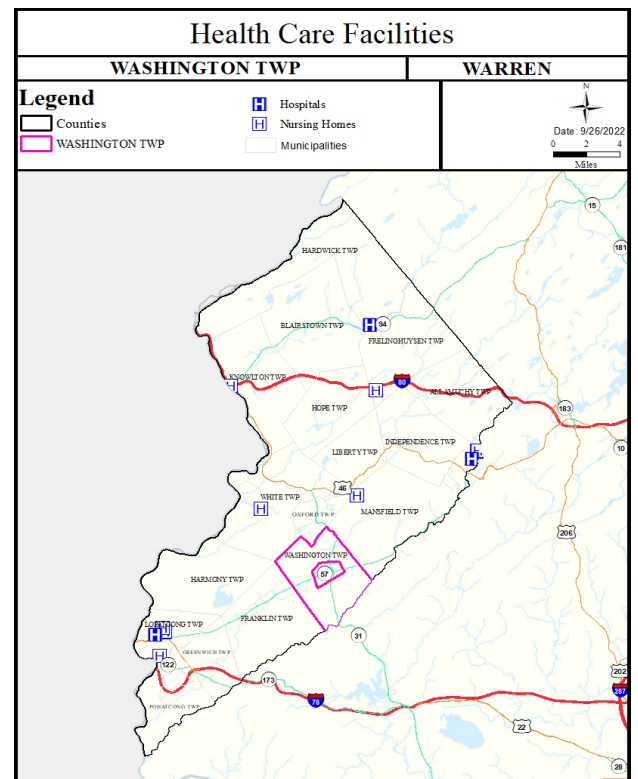 Health Care Facilities
WASHINGTON TWP
WARREN
Legend
Counties
WASHINGTON TWP
H Hospitals
H Nursing Homes
Municipalities
N
Date: 9/26/2022
0 2 4
Miles
15
181
HARDWICK TWP
BLAIRSTOWN TWP
H
94
FRELINGHUYSEN TWP
KNOWLTON TWP
H
H
80
ALLAMUCHY TWP
HOPE TWP
183
INDEPENDENCE TWP
10
LIBERTY TWP
H
H
46
H
WHITE TWP
H
MANSFIELD TWP
OXFORD TWP
206
WASHINGTON TWP
57
HARMONY TWP
FRANKLIN TWP
LOPATCONG TWP
H
31
GREENWICH TWP
H
122
173
202
287
POHATCONG TWP
78
22
28